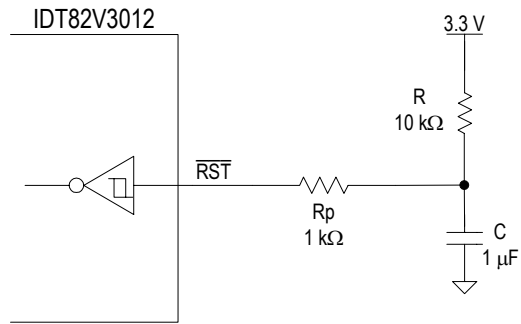 IDT82V3012
3.3 V
R
10 kΩ
RST
Rp
1 kΩ
C
1 μF